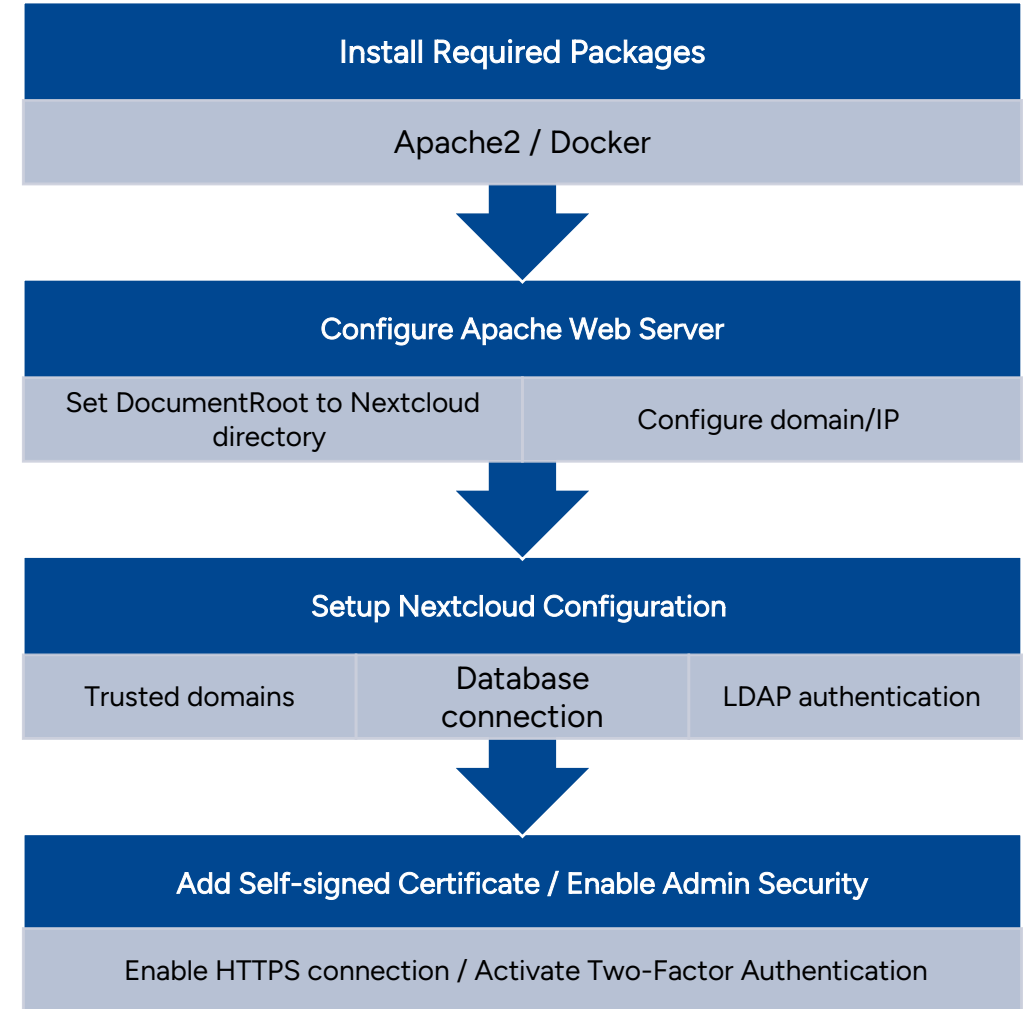 Install Required Packages
Apache2 / Docker
Configure Apache Web Server
Set DocumentRoot to Nextcloud
directory
Configure domain/IP
Setup Nextcloud Configuration
Trusted domains
Database
connection
LDAP authentication
Add Self-signed Certificate / Enable Admin Security
Enable HTTPS connection / Activate Two-Factor Authentication